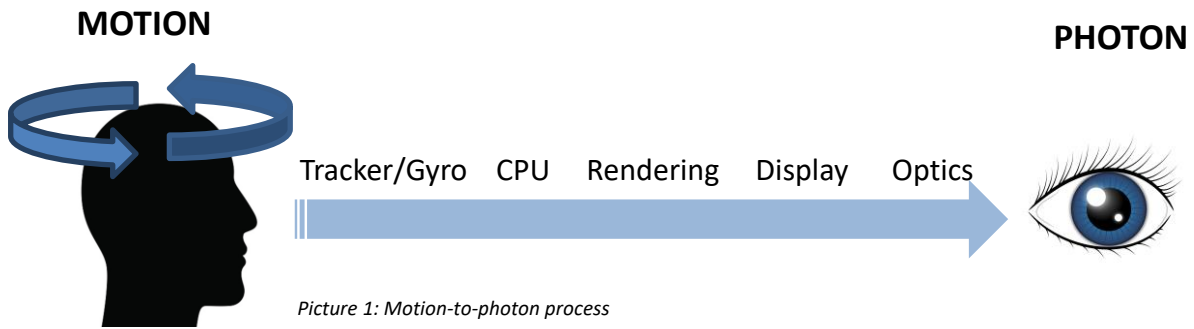 MOTION
PHOTON
Tracker/Gyro CPU Rendering Display Optics
Picture 1: Motion-to-photon process